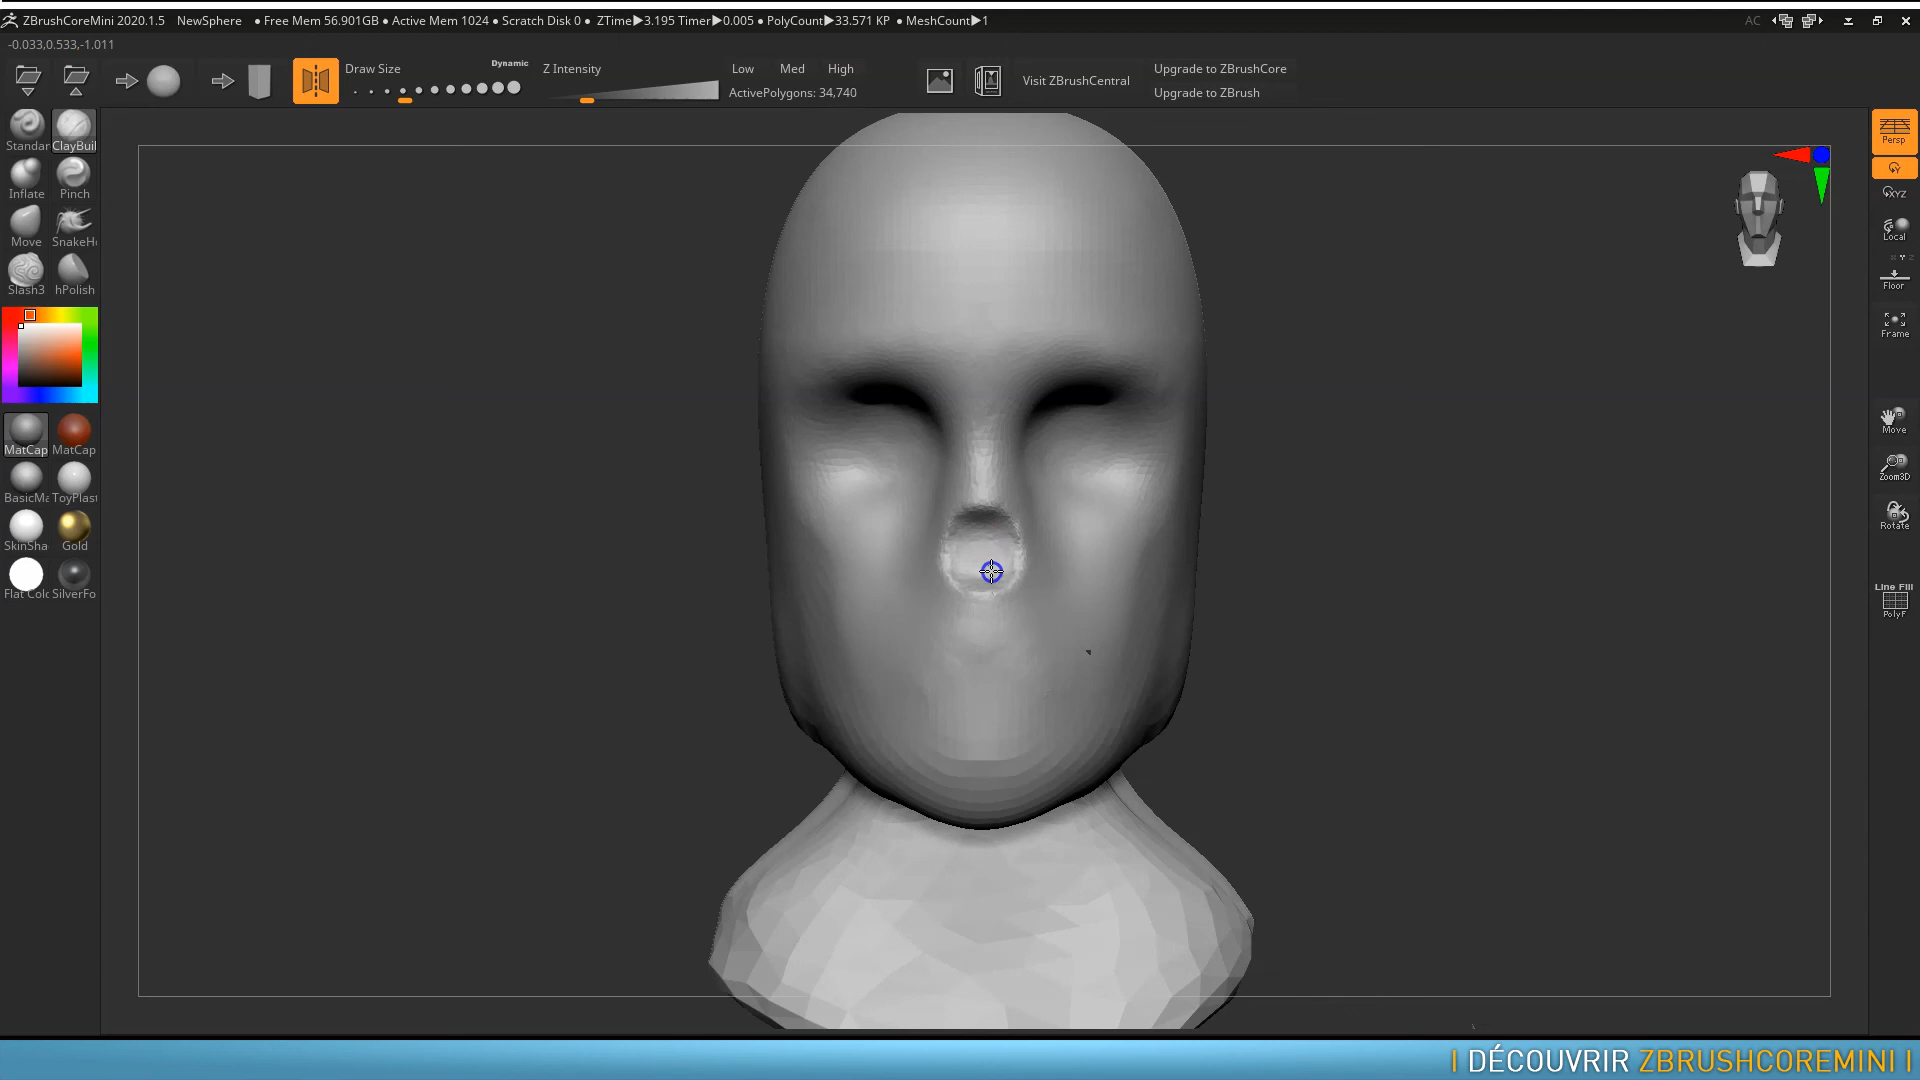 ZBrushCoreMini 2020.1.5 NewSphere • Free Mem 56.901GB • Active Mem 1024 • Scratch Disk 0 • ZTime▶3.195 Timer▶0.005 • PolyCount▶33.571 KP • MeshCount▶1 AC
-0.033,0.533,-1.011
Draw Size Dynamic Z Intensity Low Med High
ActivePolygons: 34,740
Visit ZBrushCentral
Upgrade to ZBrushCore
Upgrade to ZBrush
Standar ClayBuil
Inflate Pinch
Move SnakeHo
Slash3 hPolish
MatCap MatCap
BasicMa ToyPlast
SkinSha Gold
Flat Colo SilverFo
Persp
Y
XYZ
Local
Floor
Frame
Move
Zoom3D
Rotate
Line Fill
PolyF
| DÉCOUVRIR ZBRUSHCOREMINI |